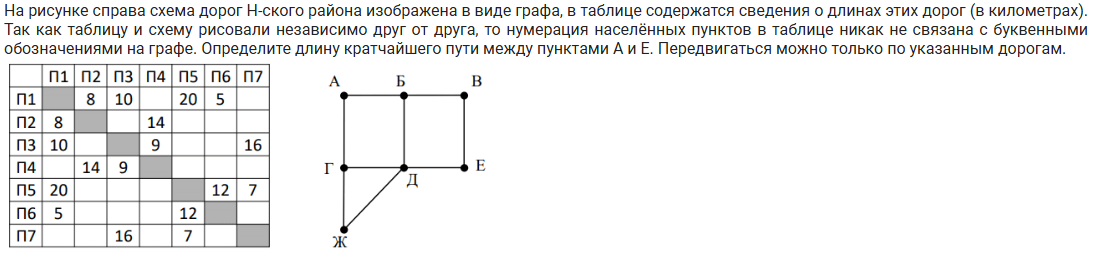 На рисунке справа схема дорог Н-ского района изображена в виде графа, в таблице содержатся сведения о длинах этих дорог (в километрах).
Так как таблицу и схему рисовали независимо друг от друга, то нумерация населённых пунктов в таблице никак не связана с буквенными
обозначениями на графе. Определите длину кратчайшего пути между пунктами А и Е. Передвигаться можно только по указанным дорогам.
П1 П2 П3 П4 П5 П6 П7
П1 8 10 20 5
П2 8 14
П3 10 9 16
П4 14 9
П5 20 12 7
П6 5 12
П7 16 7
А Б В
Г Д Е
Ж